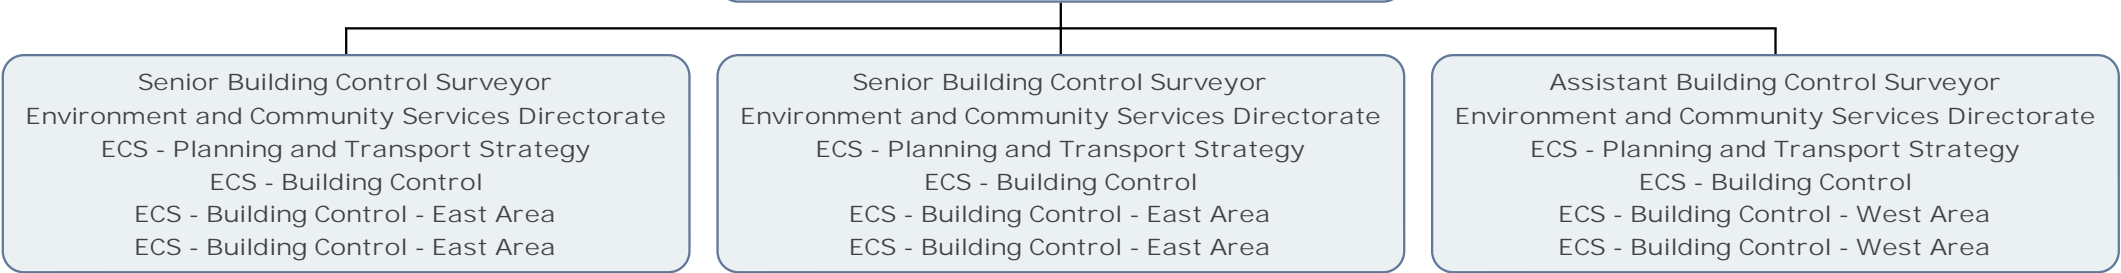 Senior Building Control Surveyor
Environment and Community Services Directorate
ECS - Planning and Transport Strategy
ECS - Building Control
ECS - Building Control - East Area
ECS - Building Control - East Area
Senior Building Control Surveyor
Environment and Community Services Directorate
ECS - Planning and Transport Strategy
ECS - Building Control
ECS - Building Control - East Area
ECS - Building Control - East Area
Assistant Building Control Surveyor
Environment and Community Services Directorate
ECS - Planning and Transport Strategy
ECS - Building Control
ECS - Building Control - West Area
ECS - Building Control - West Area